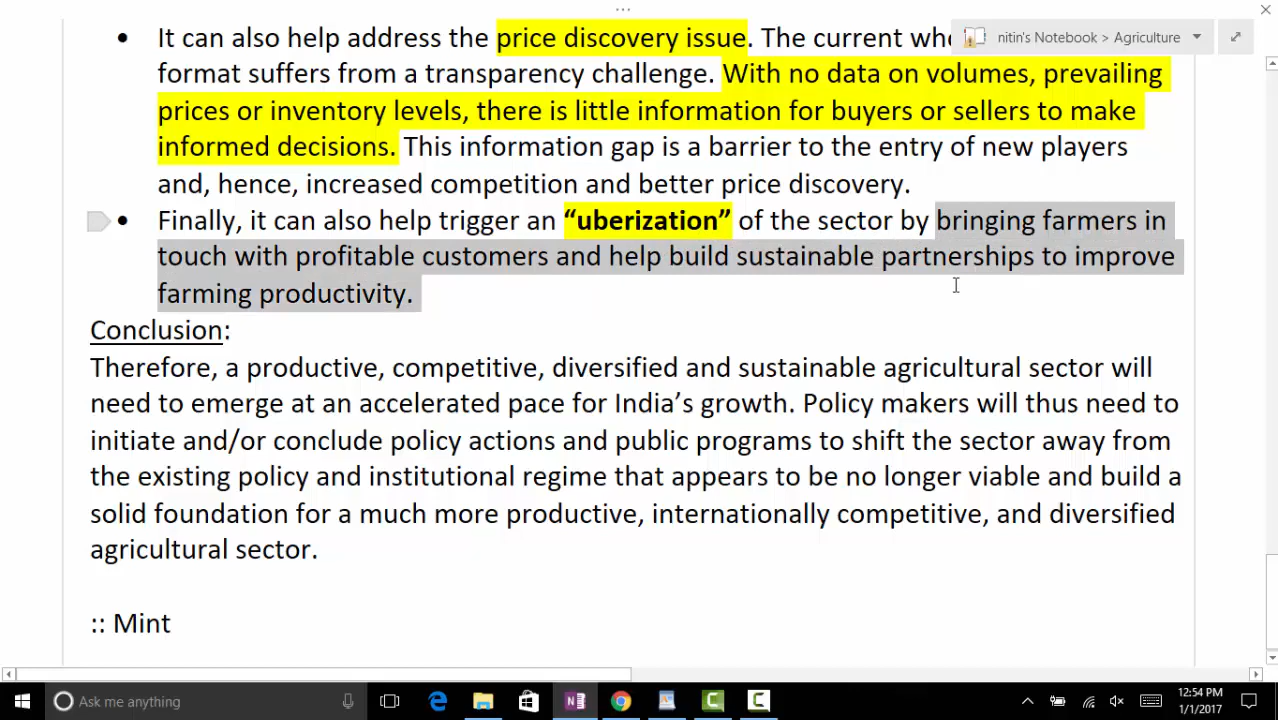 • It can also help address the price discovery issue. The current
nitin's Notebook > Agriculture
format suffers from a transparency challenge. With no data on volumes, prevailing
prices or inventory levels, there is little information for buyers or sellers to make
informed decisions. This information gap is a barrier to the entry of new players
and, hence, increased competition and better price discovery.
• Finally, it can also help trigger an “uberization” of the sector by bringing farmers in
touch with profitable customers and help build sustainable partnerships to improve
farming productivity.
Conclusion:
Therefore, a productive, competitive, diversified and sustainable agricultural sector will
need to emerge at an accelerated pace for India’s growth. Policy makers will thus need to
initiate and/or conclude policy actions and public programs to shift the sector away from
the existing policy and institutional regime that appears to be no longer viable and build a
solid foundation for a much more productive, internationally competitive, and diversified
agricultural sector.
:: Mint
Ask me anything
12:54 PM
1/1/2017